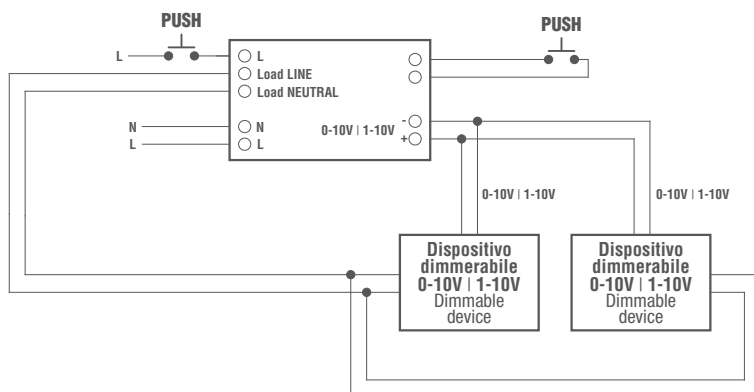 PUSH
PUSH
L
L
Load LINE
Load NEUTRAL
N
N
L
L
-
0-10V | 1-10V
+
0-10V | 1-10V
0-10V | 1-10V
Dispositivo
dimmerabile
0-10V | 1-10V
Dimmable
device
Dispositivo
dimmerabile
0-10V | 1-10V
Dimmable
device